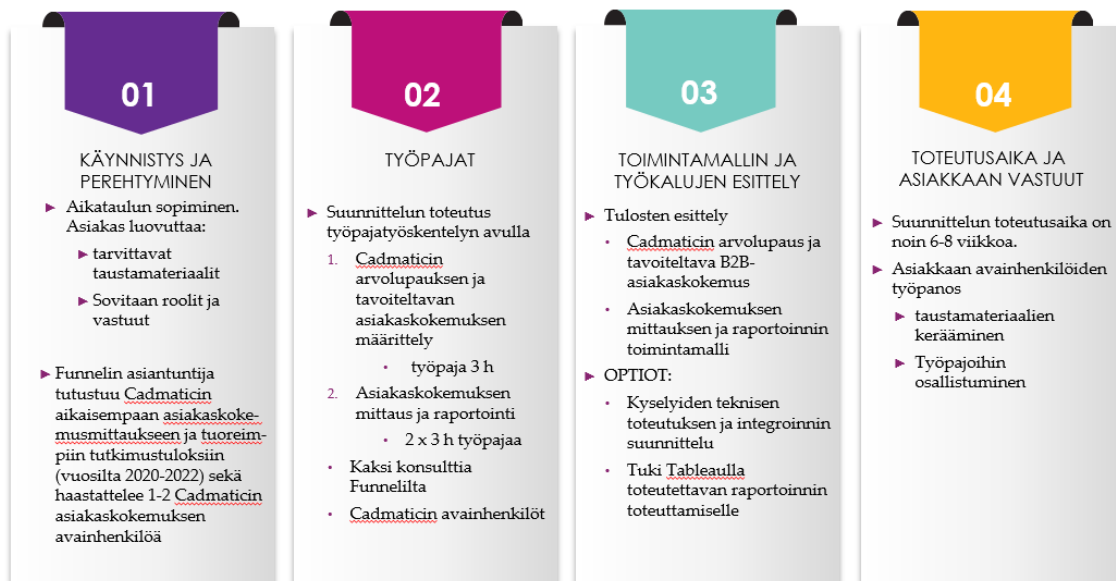 01
KÄYNNISTYS JA
PEREHTYMINEN
► Aikataulun sopiminen.
Asiakas luovuttaa:
► tarvittavat
taustamateriaalit
► Sovitaan roolit ja
vastuut
► Funnelin asiantuntija
tutustuu Cadmaticin
aikaisempaan asiakaskoke-
musmittaukseen ja tuoreim-
piin tutkimustuloksiin
(vuosilta 2020-2022) sekä
haastattelee 1-2 Cadmaticin
asiakaskokemuksen
avainhenkilöä
02
TYÖPAJAT
► Suunnittelun toteutus
työpajatyöskentelyn avulla
1. Cadmaticin
arvolupauksen ja
tavoiteltavan
asiakaskokemuksen
määrittely
• työpaja 3 h
2. Asiakaskokemuksen
mittaus ja raportointi
• 2 x 3 h työpajaa
• Kaksi konsulttia
Funnelilta
• Cadmaticin avainhenkilöt
03
TOIMINTAMALLIN JA
TYÖKALUJEN ESITTELY
► Tulosten esittely
• Cadmaticin arvolupaus ja
tavoiteltava B2B-
asiakaskokemus
• Asiakaskokemuksen
mittauksen ja raportoinnin
toimintamalli
► OPTIOT:
• Kyselyiden teknisen
toteutuksen ja integroinnin
suunnittelu
• Tuki Tableaulla
toteutettavan raportoinnin
toteuttamiselle
04
TOTEUTUSAIKA JA
ASIAKKAAN VASTUUT
► Suunnittelun toteutusaika on
noin 6-8 viikkoa.
► Asiakkaan avainhenkilöiden
työpanos
► taustamateriaalien
kerääminen
► Työpajoihin
osallistuminen